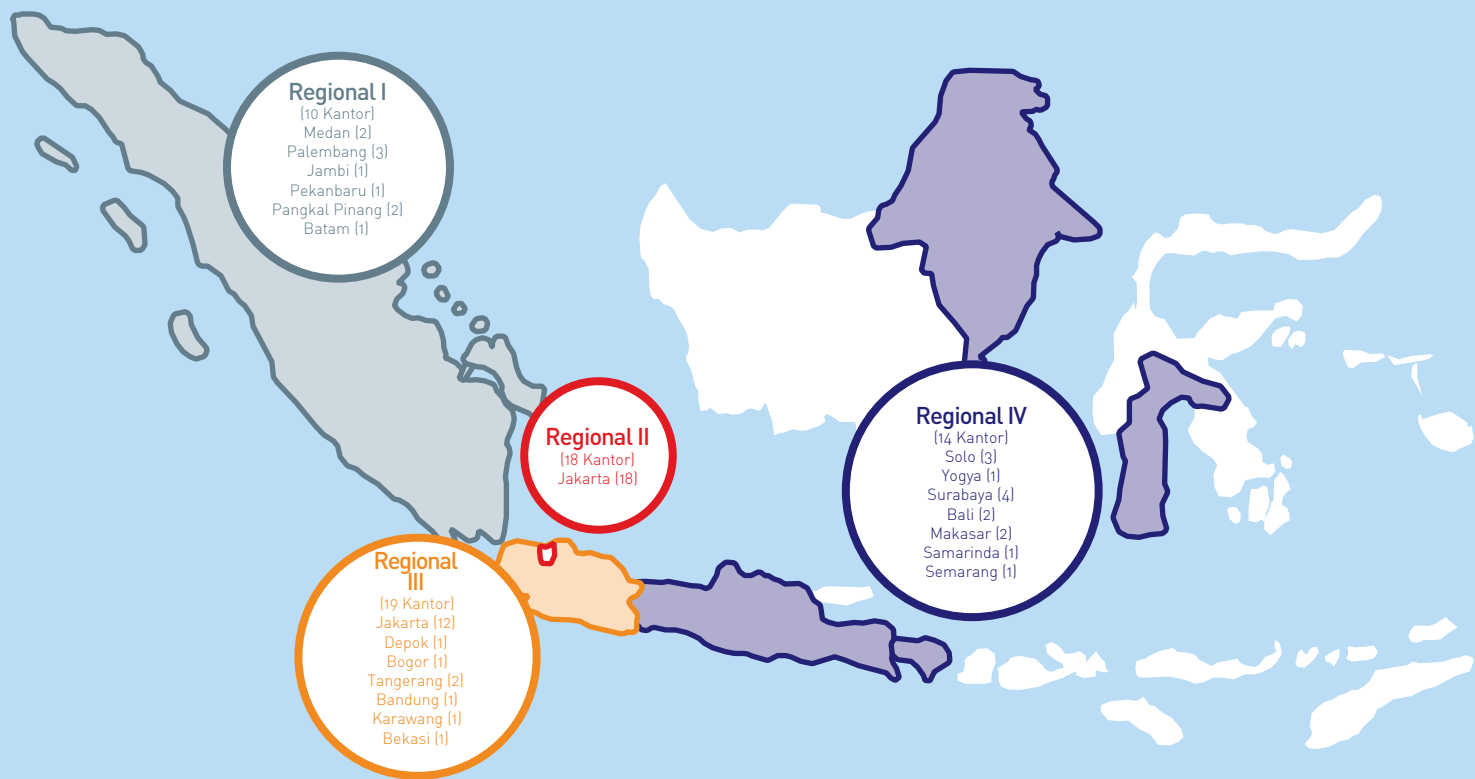 Regional I
(10 Kantor)
Medan (2)
Palembang (3)
Jambi (1)
Pekanbaru (1)
Pangkal Pinang (2)
Batam (1)
Regional II
(18 Kantor)
Jakarta (18)
Regional
III
(19 Kantor)
Jakarta (12)
Depok (1)
Bogor (1)
Tangerang (2)
Bandung (1)
Karawang (1)
Bekasi (1)
Regional IV
(14 Kantor)
Solo (3)
Yogya (1)
Surabaya (4)
Bali (2)
Makasar (2)
Samarinda (1)
Semarang (1)